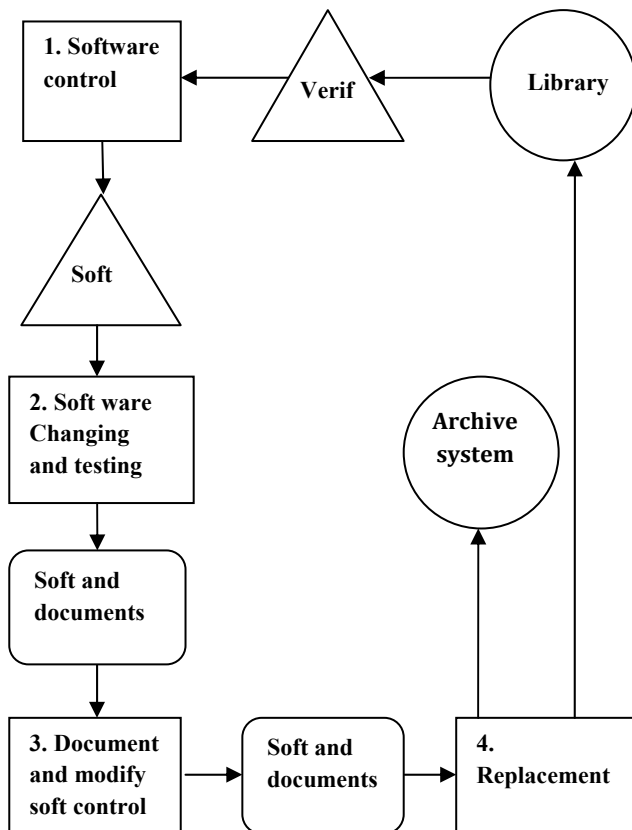 1. Software
control
Verif
Library
Soft
2. Soft ware
Changing
and testing
Archive
system
Soft and
documents
3. Document
and modify
soft control
Soft and
documents
4.
Replacement